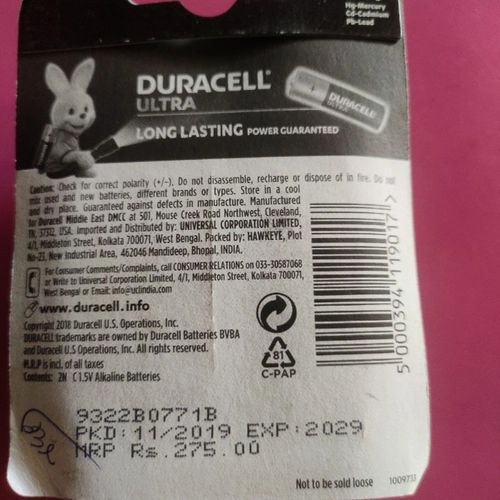 Hg-Mercury
Cd-Cadmium
Pb-Lead
DURACELL®
ULTRA
DURACELL
ULTRA
LONG LASTING POWER GUARANTEED
Caution: Check for correct polarity (+/-). Do not disassemble, recharge or dispose of in fire. Do not
mix used and new batteries, different brands or types. Store in a cool
and dry place. Guaranteed against defects in manufacture. Manufactured
for Duracell Middle East DMCC at 501, Mouse Creek Road Northwest, Cleveland,
TN, 37312, USA. Imported and Distributed by: UNIVERSAL CORPORATION LIMITED,
4/1, Middleton Street, Kolkata 700071, West Bengal. Packed by: HAWKEYE, Plot
No-23, New Industrial Area, 462046 Mandideep, Bhopal, INDIA.
For Consumer Comments/Complaints, call CONSUMER RELATIONS on 033-30587068
or Write to Universal Corporation Limited, 4/1, Middleton Street, Kolkata 700071,
West Bengal or Email: info@uclindia.com
www.duracell.info
Copyright 2018 Duracell U.S. Operations, Inc.
DURACELL trademarks are owned by Duracell Batteries BVBA
and Duracell U.S Operations, Inc. All rights reserved.
M.R.P is incl. of all taxes
Contents: 2N C 1.5V Alkaline Batteries
81
C-PAP
5 000394 119017 >
9322B0771B
PKD:11/2019 EXP:2029
MRP Rs.275.00
Not to be sold loose 1009733